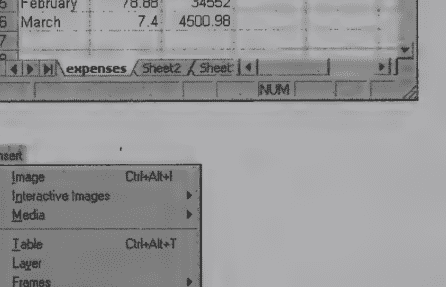 5 February 78.88 34552
6 March 7.4 4500.98
7
expenses Sheet2 Sheet
NUM
Insert
Image Ctrl+Alt+I
Interactive Images
Media
Table Ctrl+Alt+T
Layer
Frames